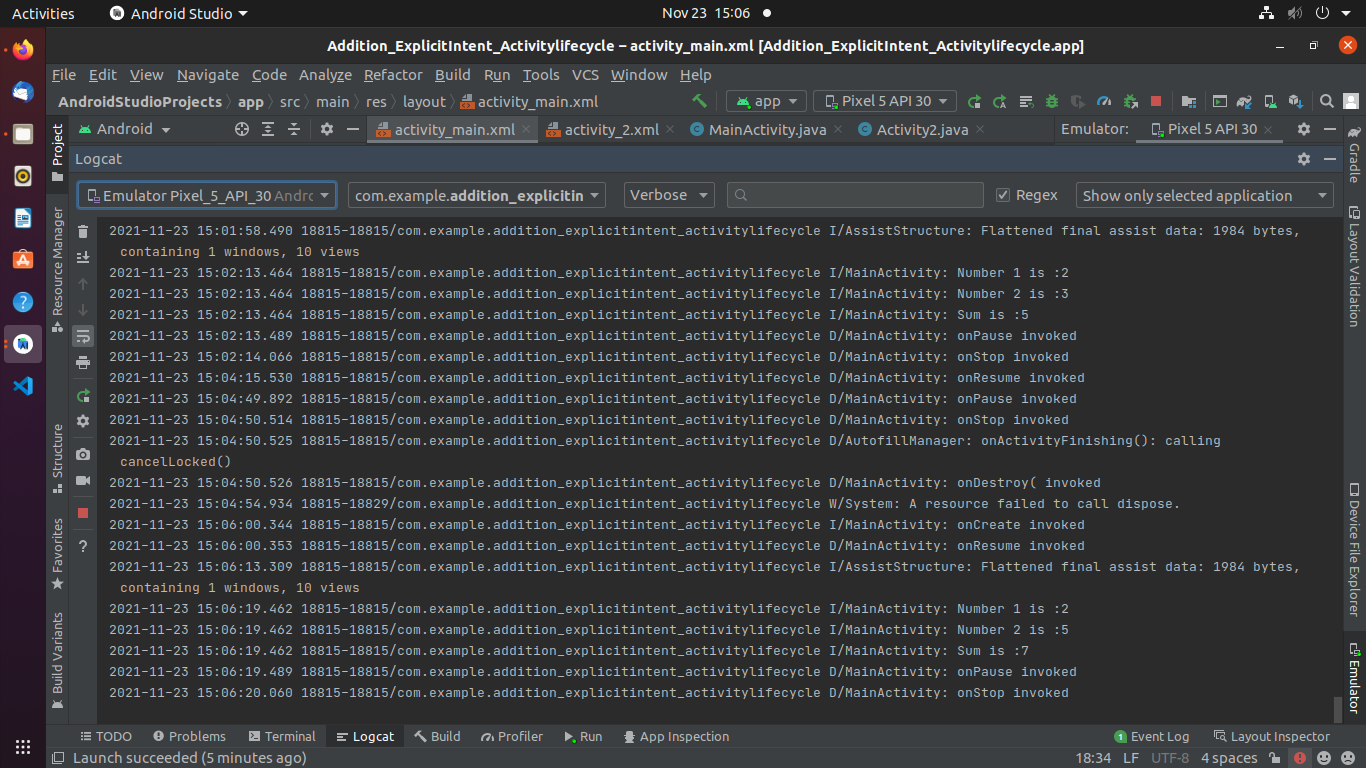 Activities Android Studio Nov 23 15:06
Addition_ExplicitIntent_Activitylifecycle – activity_main.xml [Addition_ExplicitIntent_Activitylifecycle.app]
File Edit View Navigate Code Analyze Refactor Build Run Tools VCS Window Help
AndroidStudioProjects app src main res layout activity_main.xml app Pixel 5 API 30
Project Android activity_main.xml activity_2.xml MainActivity.java Activity2.java Emulator: Pixel 5 API 30 Gradle
Logcat
Emulator Pixel_5_API_30 Andro com.example.addition_explicitin Verbose Regex Show only selected application
2021-11-23 15:01:58.490 18815-18815/com.example.addition_explicitintent_activitylifecycle I/AssistStructure: Flattened final assist data: 1984 bytes,
containing 1 windows, 10 views
2021-11-23 15:02:13.464 18815-18815/com.example.addition_explicitintent_activitylifecycle I/MainActivity: Number 1 is :2
2021-11-23 15:02:13.464 18815-18815/com.example.addition_explicitintent_activitylifecycle I/MainActivity: Number 2 is :3
2021-11-23 15:02:13.464 18815-18815/com.example.addition_explicitintent_activitylifecycle I/MainActivity: Sum is :5
2021-11-23 15:02:13.489 18815-18815/com.example.addition_explicitintent_activitylifecycle D/MainActivity: onPause invoked
2021-11-23 15:02:14.066 18815-18815/com.example.addition_explicitintent_activitylifecycle D/MainActivity: onStop invoked
2021-11-23 15:04:15.530 18815-18815/com.example.addition_explicitintent_activitylifecycle D/MainActivity: onResume invoked
2021-11-23 15:04:49.892 18815-18815/com.example.addition_explicitintent_activitylifecycle D/MainActivity: onPause invoked
2021-11-23 15:04:50.514 18815-18815/com.example.addition_explicitintent_activitylifecycle D/MainActivity: onStop invoked
2021-11-23 15:04:50.525 18815-18815/com.example.addition_explicitintent_activitylifecycle D/AutofillManager: onActivityFinishing(): calling
cancelLocked()
2021-11-23 15:04:50.526 18815-18815/com.example.addition_explicitintent_activitylifecycle D/MainActivity: onDestroy( invoked
2021-11-23 15:04:54.934 18815-18829/com.example.addition_explicitintent_activitylifecycle W/System: A resource failed to call dispose.
2021-11-23 15:06:00.344 18815-18815/com.example.addition_explicitintent_activitylifecycle I/MainActivity: onCreate invoked
2021-11-23 15:06:00.353 18815-18815/com.example.addition_explicitintent_activitylifecycle D/MainActivity: onResume invoked
2021-11-23 15:06:13.309 18815-18815/com.example.addition_explicitintent_activitylifecycle I/AssistStructure: Flattened final assist data: 1984 bytes,
containing 1 windows, 10 views
2021-11-23 15:06:19.462 18815-18815/com.example.addition_explicitintent_activitylifecycle I/MainActivity: Number 1 is :2
2021-11-23 15:06:19.462 18815-18815/com.example.addition_explicitintent_activitylifecycle I/MainActivity: Number 2 is :5
2021-11-23 15:06:19.462 18815-18815/com.example.addition_explicitintent_activitylifecycle I/MainActivity: Sum is :7
2021-11-23 15:06:19.489 18815-18815/com.example.addition_explicitintent_activitylifecycle D/MainActivity: onPause invoked
2021-11-23 15:06:20.060 18815-18815/com.example.addition_explicitintent_activitylifecycle D/MainActivity: onStop invoked
Resource Manager
Structure
Favorites
Build Variants
Layout Validation
Device File Explorer
Emulator
TODO Problems Terminal Logcat Build Profiler Run App Inspection 1 Event Log Layout Inspector
Launch succeeded (5 minutes ago) 18:34 LF UTF-8 4 spaces